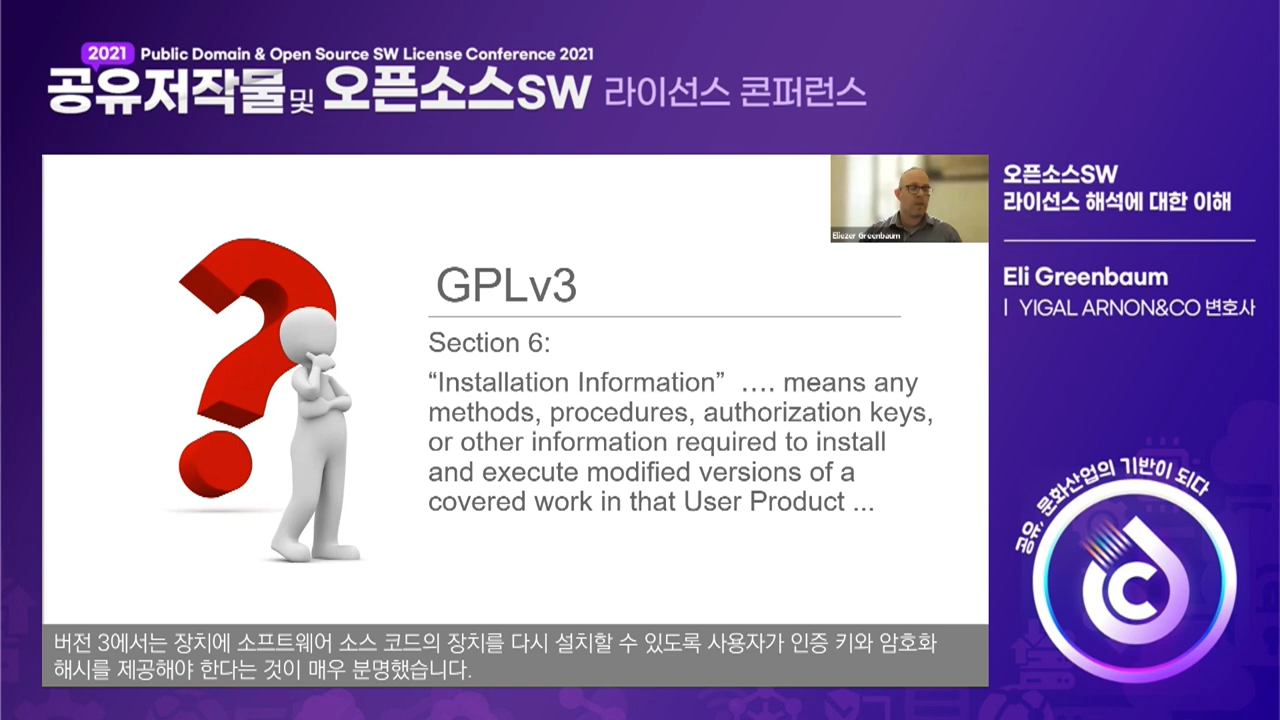 2021 Public Domain & Open Source SW License Conference 2021
공유저작물 및 오픈소스SW 라이선스 콘퍼런스
Eliezer Greenbaum
오픈소스SW
라이선스 해석에 대한 이해
Eli Greenbaum
| YIGAL ARNON&CO 변호사
GPLv3
Section 6:
“Installation Information” …. means any
methods, procedures, authorization keys,
or other information required to install
and execute modified versions of a
covered work in that User Product ...
공유, 문화산업의 기반이 되다
버전 3에서는 장치에 소프트웨어 소스 코드의 장치를 다시 설치할 수 있도록 사용자가 인증 키와 암호화
해시를 제공해야 한다는 것이 매우 분명했습니다.